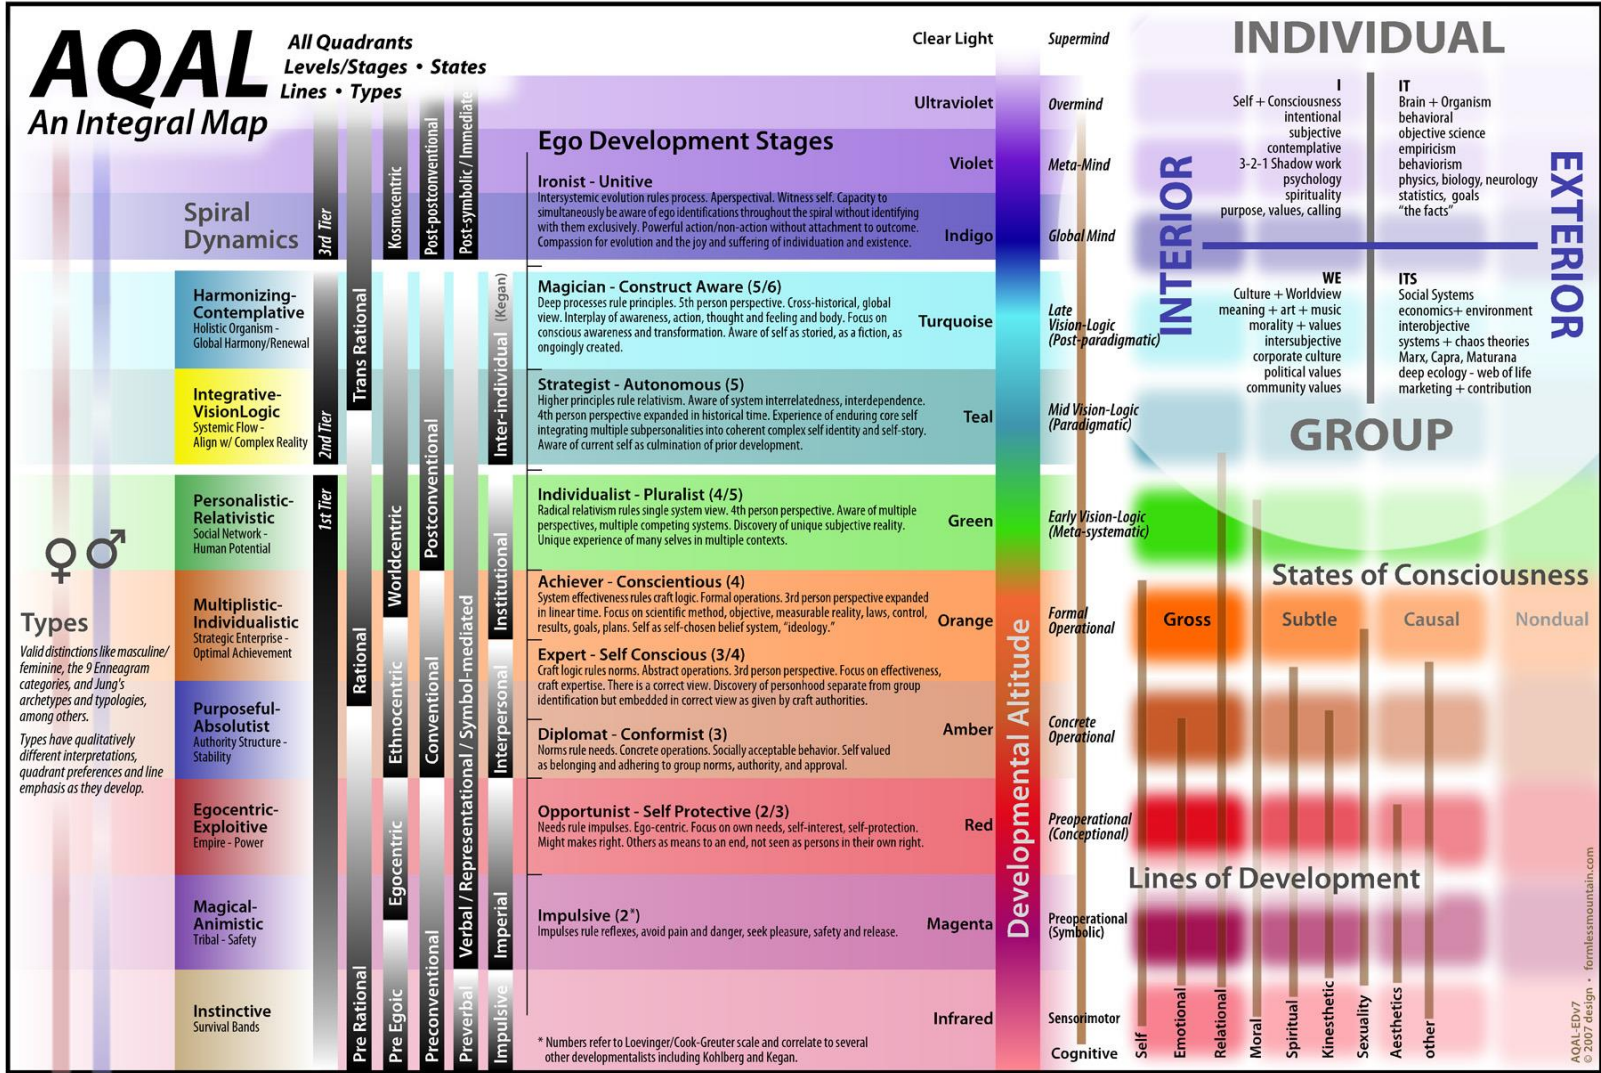 AQAL
An Integral Map
All Quadrants
Levels/Stages • States
Lines • Types
Spiral
Dynamics
Harmonizing-
Contemplative
Holistic Organism -
Global Harmony/Renewal
Integrative-
VisionLogic
Systemic Flow -
Align w/ Complex Reality
Personalistic-
Relativistic
Social Network -
Human Potential
Multiplistic-
Individualistic
Strategic Enterprise -
Optimal Achievement
Purposeful-
Absolutist
Authority Structure -
Stability
Egocentric-
Exploitive
Empire - Power
Magical-
Animistic
Tribal - Safety
Instinctive
Survival Bands
♀ ♂
Types
Valid distinctions like masculine/
feminine, the 9 Enneagram
categories, and Jung's
archetypes and typologies,
among others.
Types have qualitatively
different interpretations,
quadrant preferences and line
emphasis as they develop.
3rd Tier
2nd Tier
1st Tier
Trans Rational
Rational
Pre Rational
Kosmocentric
Worldcentric
Ethnocentric
Egocentric
Pre Egoic
Post-postconventional
Postconventional
Conventional
Preconventional
Post-symbolic / Immediate
Verbal / Representational / Symbol-mediated
Preverbal
Inter-individual (Kegan)
Institutional
Interpersonal
Imperial
Impulsive
Ego Development Stages
Ironist - Unitive
Intersystemic evolution rules process. Aperspectival. Witness self. Capacity to
simultaneously be aware of ego identifications throughout the spiral without identifying
with them exclusively. Powerful action/non-action without attachment to outcome.
Compassion for evolution and the joy and suffering of individuation and existence.
Magician - Construct Aware (5/6)
Deep processes rule principles. 5th person perspective. Cross-historical, global
view. Interplay of awareness, action, thought and feeling and body. Focus on
conscious awareness and transformation. Aware of self as storied, as a fiction, as
ongoingly created.
Strategist - Autonomous (5)
Higher principles rule relativism. Aware of system interrelatedness, interdependence.
4th person perspective expanded in historical time. Experience of enduring core self
integrating multiple subpersonalities into coherent complex self identity and self-story.
Aware of current self as culmination of prior development.
Individualist - Pluralist (4/5)
Radical relativism rules single system view. 4th person perspective. Aware of multiple
perspectives, multiple competing systems. Discovery of unique subjective reality.
Unique experience of many selves in multiple contexts.
Achiever - Conscientious (4)
System effectiveness rules craft logic. Formal operations. 3rd person perspective expanded
in linear time. Focus on scientific method, objective, measurable reality, laws, control,
results, goals, plans. Self as self-chosen belief system, "ideology."
Expert - Self Conscious (3/4)
Craft logic rules norms. Abstract operations. 3rd person perspective. Focus on effectiveness,
craft expertise. There is a correct view. Discovery of personhood separate from group
identification but embedded in correct view as given by craft authorities.
Diplomat - Conformist (3)
Norms rule needs. Concrete operations. Socially acceptable behavior. Self valued
as belonging and adhering to group norms, authority, and approval.
Opportunist - Self Protective (2/3)
Needs rule impulses. Ego-centric. Focus on own needs, self-interest, self-protection.
Might makes right. Others as means to an end, not seen as persons in their own right.
Impulsive (2*)
Impulses rule reflexes, avoid pain and danger, seek pleasure, safety and release.
* Numbers refer to Loevinger/Cook-Greuter scale and correlate to several
other developmentalists including Kohlberg and Kegan.
Clear Light
Ultraviolet
Violet
Indigo
Turquoise
Teal
Green
Orange
Amber
Red
Magenta
Infrared
Developmental Altitude
Supermind
Overmind
Meta-Mind
Global Mind
Late
Vision-Logic
(Post-paradigmatic)
Mid Vision-Logic
(Paradigmatic)
Early Vision-Logic
(Meta-systematic)
Formal
Operational
Concrete
Operational
Preoperational
(Conceptional)
Preoperational
(Symbolic)
Sensorimotor
Cognitive
INDIVIDUAL
INTERIOR
EXTERIOR
I
Self + Consciousness
intentional
subjective
contemplative
3-2-1 Shadow work
psychology
spirituality
purpose, values, calling
IT
Brain + Organism
behavioral
objective science
empiricism
behaviorism
physics, biology, neurology
statistics, goals
"the facts"
WE
Culture + Worldview
meaning + art + music
morality + values
intersubjective
corporate culture
political values
community values
ITS
Social Systems
economics+ environment
interobjective
systems + chaos theories
Marx, Capra, Maturana
deep ecology - web of life
marketing + contribution
GROUP
States of Consciousness
Gross
Subtle
Causal
Nondual
Lines of Development
Self
Emotional
Relational
Moral
Spiritual
Kinesthetic
Sexuality
Aesthetics
other
AQAL-EDv7
© 2007 design • formlessmountain.com